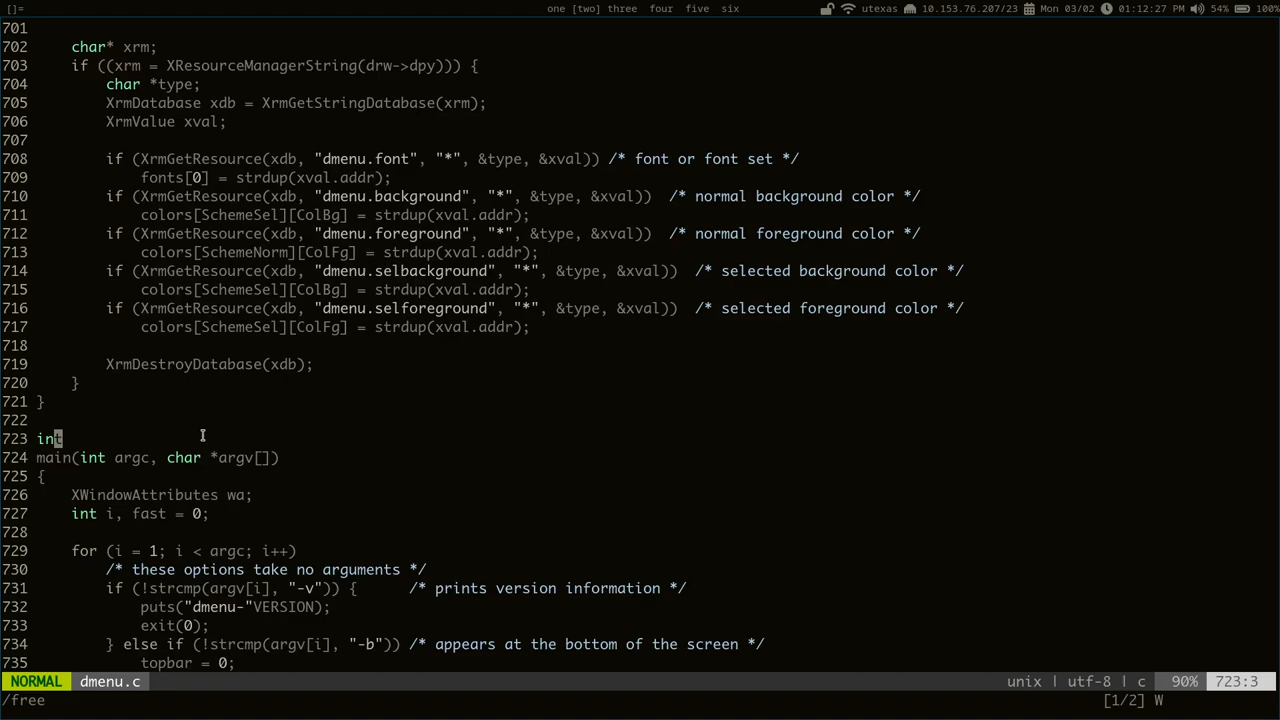 []= one [two] three four five six utexas 10.153.76.207/23 Mon 03/02 01:12:27 PM 54% 100%
701
702     char* xrm;
703     if ((xrm = XResourceManagerString(drw->dpy))) {
704         char *type;
705         XrmDatabase xdb = XrmGetStringDatabase(xrm);
706         XrmValue xval;
707
708         if (XrmGetResource(xdb, "dmenu.font", "*", &type, &xval)) /* font or font set */
709             fonts[0] = strdup(xval.addr);
710         if (XrmGetResource(xdb, "dmenu.background", "*", &type, &xval))  /* normal background color */
711             colors[SchemeSel][ColBg] = strdup(xval.addr);
712         if (XrmGetResource(xdb, "dmenu.foreground", "*", &type, &xval))  /* normal foreground color */
713             colors[SchemeNorm][ColFg] = strdup(xval.addr);
714         if (XrmGetResource(xdb, "dmenu.selbackground", "*", &type, &xval))  /* selected background color */
715             colors[SchemeSel][ColBg] = strdup(xval.addr);
716         if (XrmGetResource(xdb, "dmenu.selforeground", "*", &type, &xval))  /* selected foreground color */
717             colors[SchemeSel][ColFg] = strdup(xval.addr);
718
719         XrmDestroyDatabase(xdb);
720     }
721 }
722
723 int
724 main(int argc, char *argv[])
725 {
726     XWindowAttributes wa;
727     int i, fast = 0;
728
729     for (i = 1; i < argc; i++)
730         /* these options take no arguments */
731         if (!strcmp(argv[i], "-v")) {      /* prints version information */
732             puts("dmenu-"VERSION);
733             exit(0);
734         } else if (!strcmp(argv[i], "-b")) /* appears at the bottom of the screen */
735             topbar = 0;
NORMAL dmenu.c unix | utf-8 | c 90% 723:3
/free [1/2] W